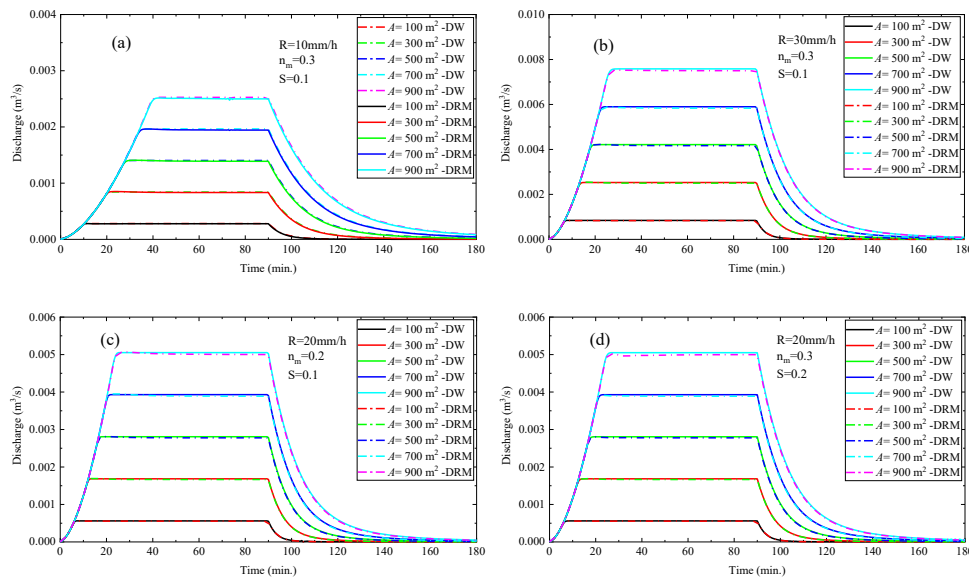 (a)
R=10mm/h
n_m=0.3
S=0.1
A= 100 m² -DW
A= 300 m² -DW
A= 500 m² -DW
A= 700 m² -DW
A= 900 m² -DW
A= 100 m² -DRM
A= 300 m² -DRM
A= 500 m² -DRM
A= 700 m² -DRM
A= 900 m² -DRM
Discharge (m³/s)
0.004
0.003
0.002
0.001
0.000
0 20 40 60 80 100 120 140 160 180
Time (min.)
(b)
R=30mm/h
n_m=0.3
S=0.1
A= 100 m² -DW
A= 300 m² -DW
A= 500 m² -DW
A= 700 m² -DW
A= 900 m² -DW
A= 100 m² -DRM
A= 300 m² -DRM
A= 500 m² -DRM
A= 700 m² -DRM
A= 900 m² -DRM
Discharge (m³/s)
0.010
0.008
0.006
0.004
0.002
0.000
0 20 40 60 80 100 120 140 160 180
Time (min.)
(c)
R=20mm/h
n_m=0.2
S=0.1
A= 100 m² -DW
A= 300 m² -DW
A= 500 m² -DW
A= 700 m² -DW
A= 900 m² -DW
A= 100 m² -DRM
A= 300 m² -DRM
A= 500 m² -DRM
A= 700 m² -DRM
A= 900 m² -DRM
Discharge (m³/s)
0.006
0.005
0.004
0.003
0.002
0.001
0.000
0 20 40 60 80 100 120 140 160 180
Time (min.)
(d)
R=20mm/h
n_m=0.3
S=0.2
A= 100 m² -DW
A= 300 m² -DW
A= 500 m² -DW
A= 700 m² -DW
A= 900 m² -DW
A= 100 m² -DRM
A= 300 m² -DRM
A= 500 m² -DRM
A= 700 m² -DRM
A= 900 m² -DRM
Discharge (m³/s)
0.006
0.005
0.004
0.003
0.002
0.001
0.000
0 20 40 60 80 100 120 140 160 180
Time (min.)